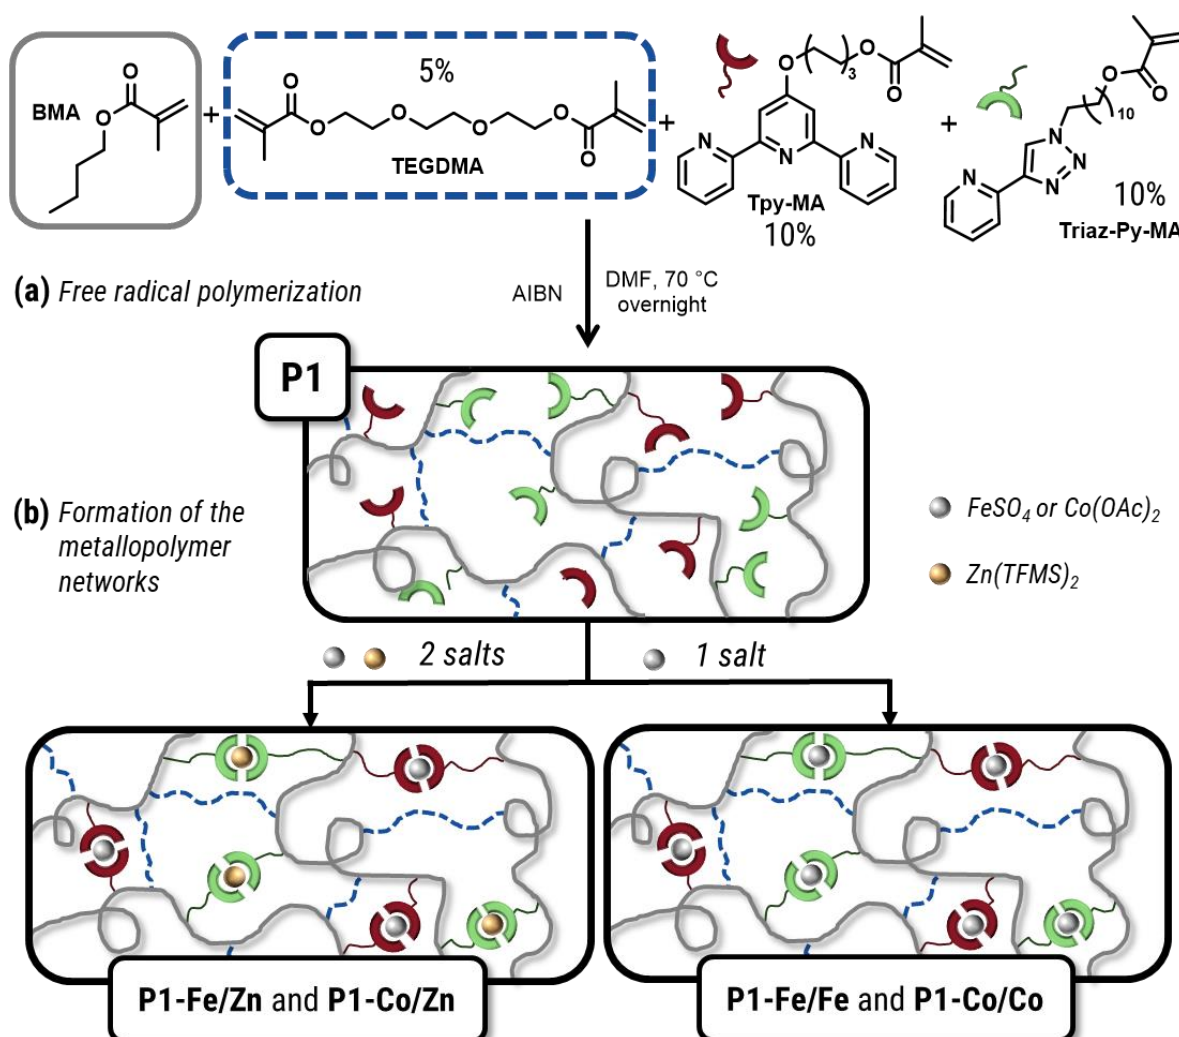 BMA
O
O
+
5%
O
O
O
O
O
O
TEGDMA
+
O
3
O
O
N
N
N
Tpy-MA
10%
+
O
O
10
N
N
N
N
10%
Triaz-Py-MA
(a) Free radical polymerization
AIBN
DMF, 70 °C
overnight
P1
(b) Formation of the
metallopolymer
networks
FeSO4 or Co(OAc)2
Zn(TFMS)2
2 salts
1 salt
P1-Fe/Zn and P1-Co/Zn
P1-Fe/Fe and P1-Co/Co